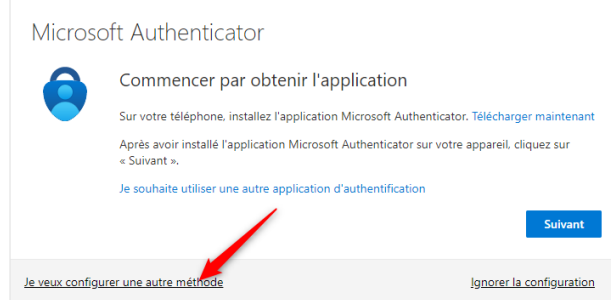 Microsoft Authenticator
Commencer par obtenir l'application
Sur votre téléphone, installez l'application Microsoft Authenticator. Télécharger maintenant
Après avoir installé l'application Microsoft Authenticator sur votre appareil, cliquez sur
« Suivant ».
Je souhaite utiliser une autre application d'authentification
Suivant
Je veux configurer une autre méthode
Ignorer la configuration